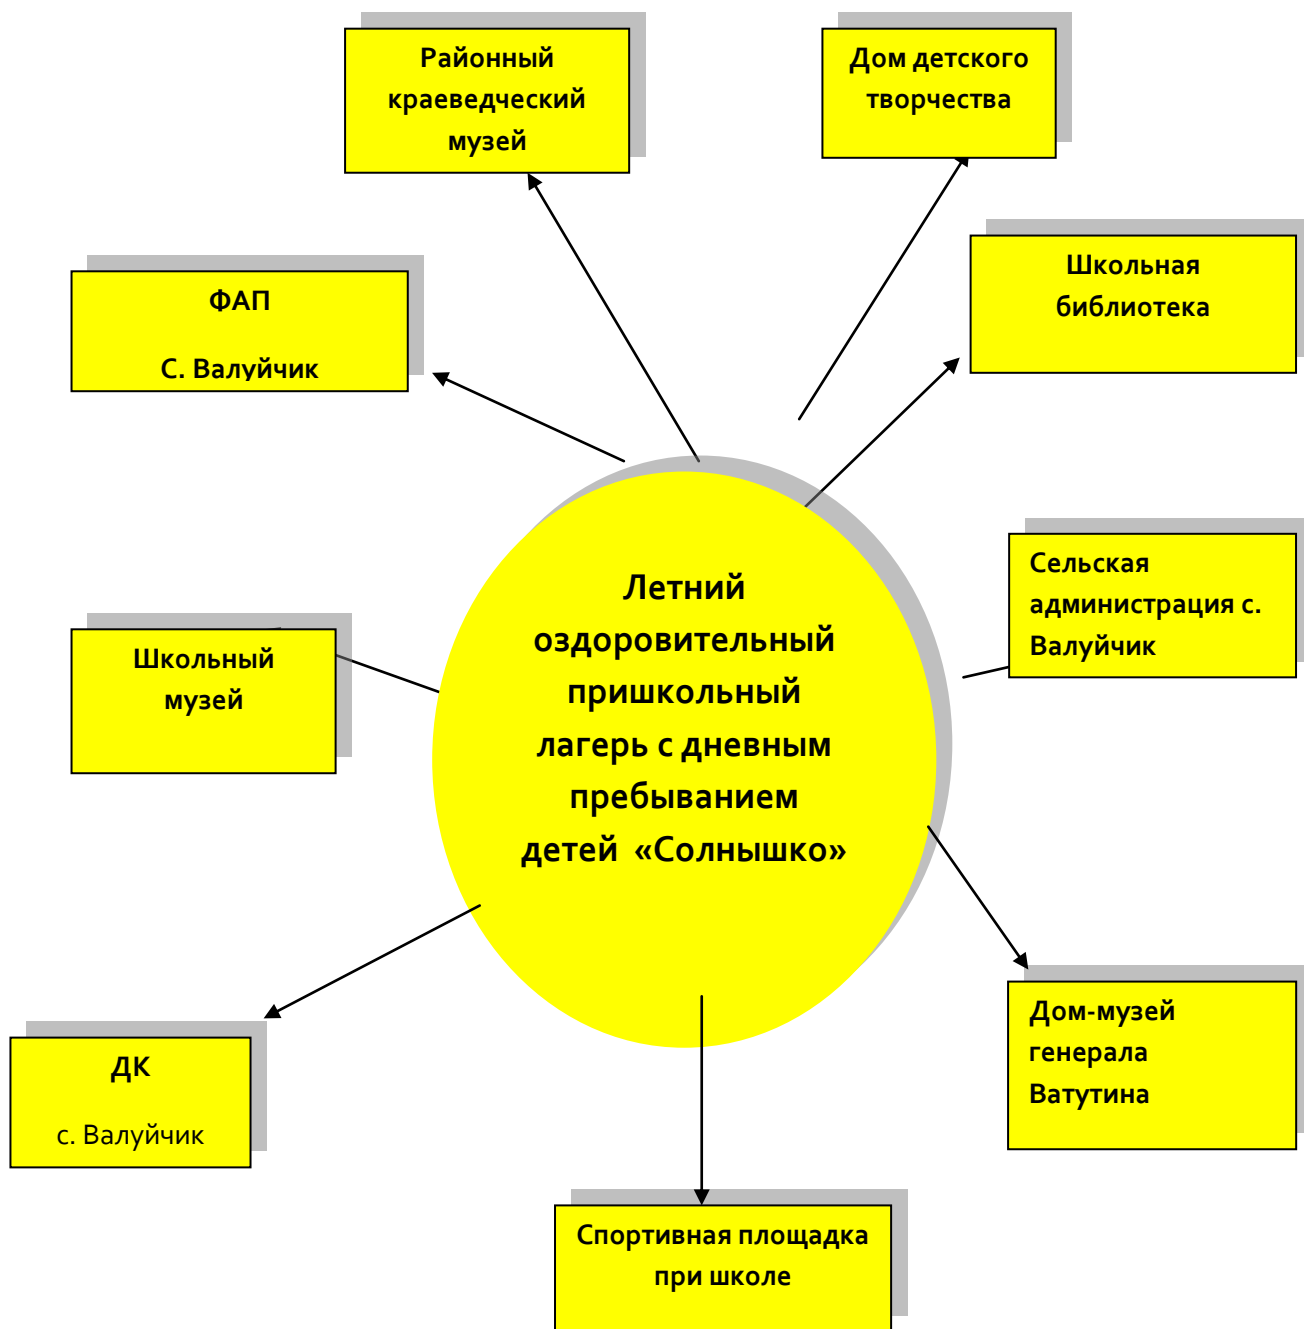 Районный
краеведческий
музей
Дом детского
творчества
ФАП
С. Валуйчик
Школьная
библиотека
Школьный
музей
Летний
оздоровительный
пришкольный
лагерь с дневным
пребыванием
детей «Солнышко»
Сельская
администрация с.
Валуйчик
ДК
с. Валуйчик
Дом-музей
генерала
Ватутина
Спортивная площадка
при школе